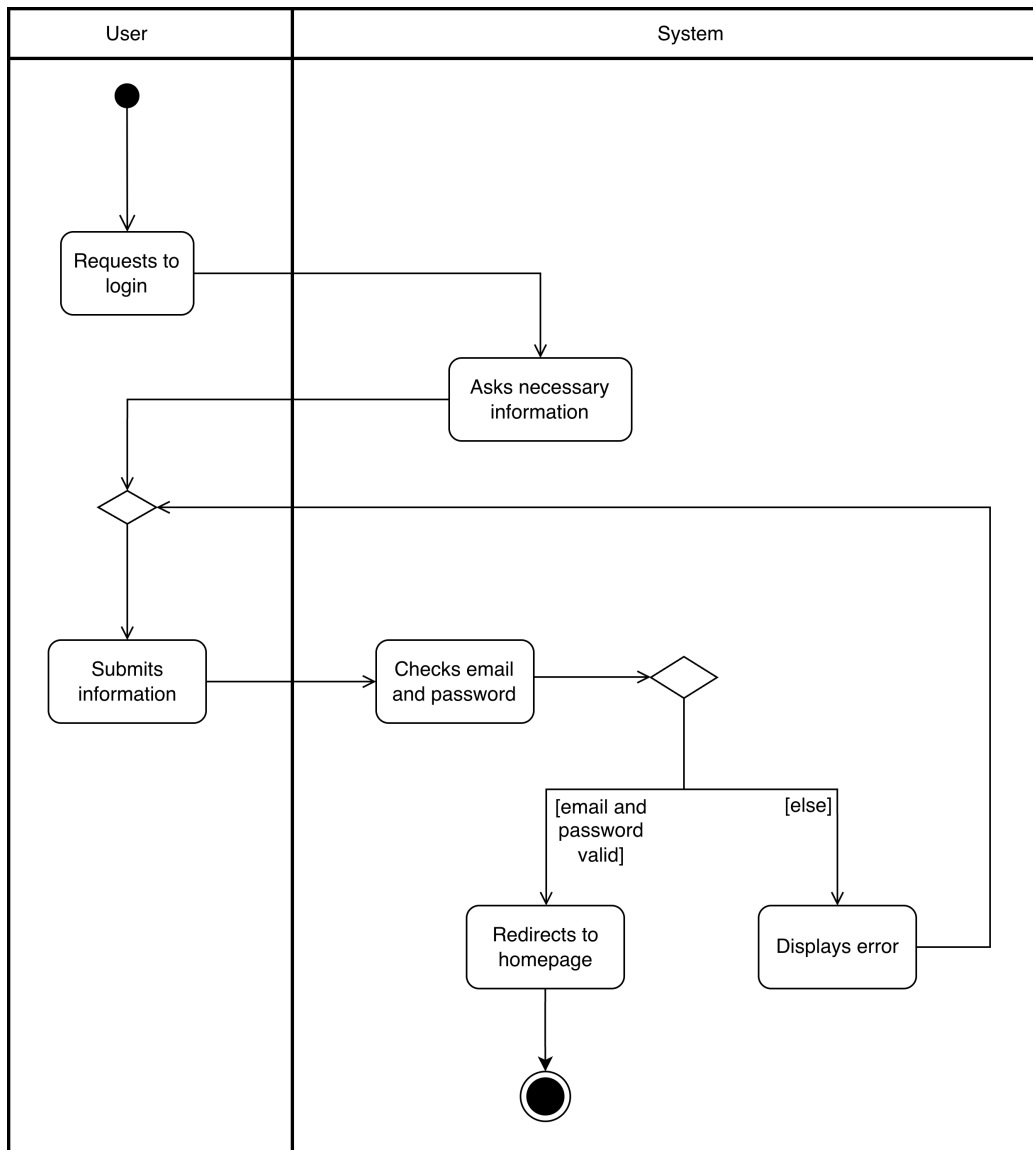 User
System
Requests to
login
Asks necessary
information
Submits
information
Checks email
and password
[email and
password
valid]
[else]
Redirects to
homepage
Displays error